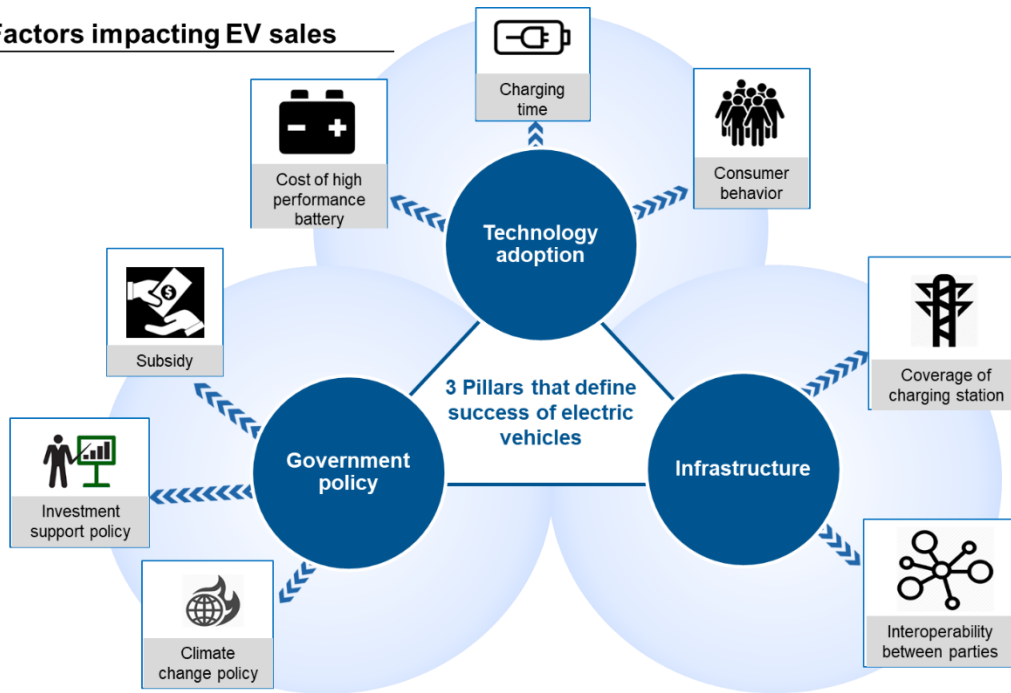 Factors impacting EV sales
Charging
time
Cost of high
performance
battery
Consumer
behavior
Technology
adoption
$
Subsidy
Coverage of
charging station
3 Pillars that define
success of electric
vehicles
Government
policy
Infrastructure
Investment
support policy
Climate
change policy
Interoperability
between parties